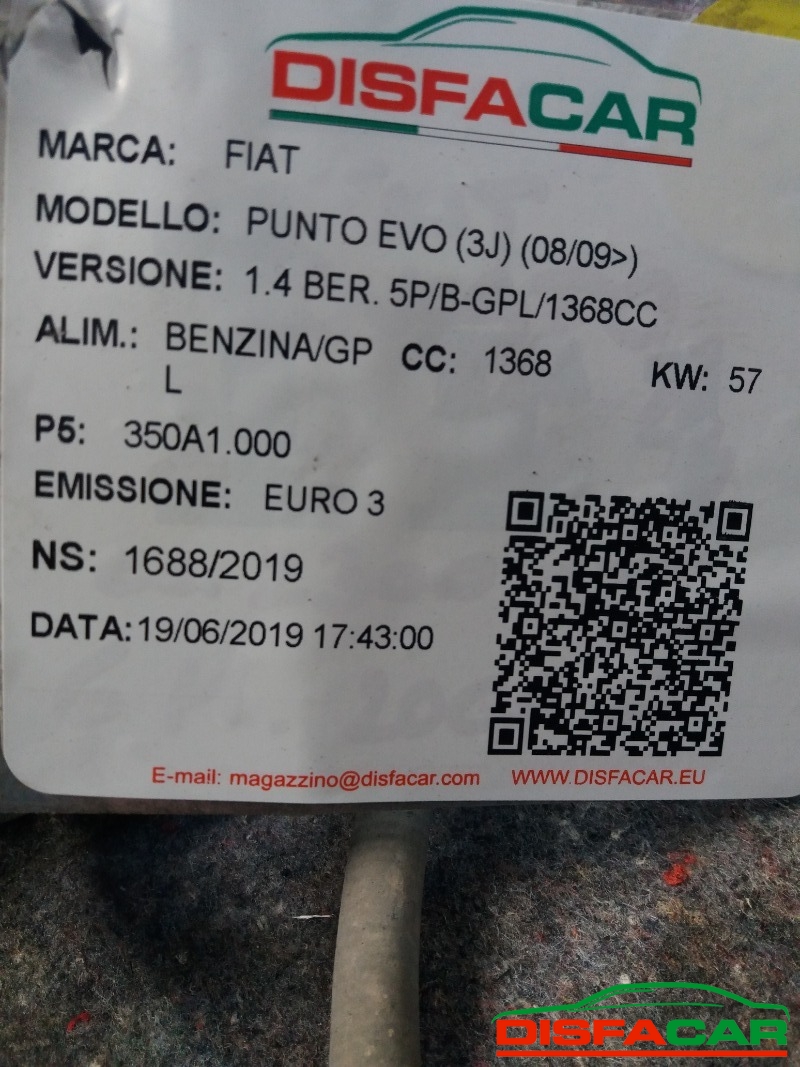 DISFACAR
MARCA: FIAT
MODELLO: PUNTO EVO (3J) (08/09>)
VERSIONE: 1.4 BER. 5P/B-GPL/1368CC
ALIM.: BENZINA/GP CC: 1368 KW: 57
L
P5: 350A1.000
EMISSIONE: EURO 3
NS: 1688/2019
DATA: 19/06/2019 17:43:00
E-mail: magazzino@disfacar.com WWW.DISFACAR.EU
DISFACAR